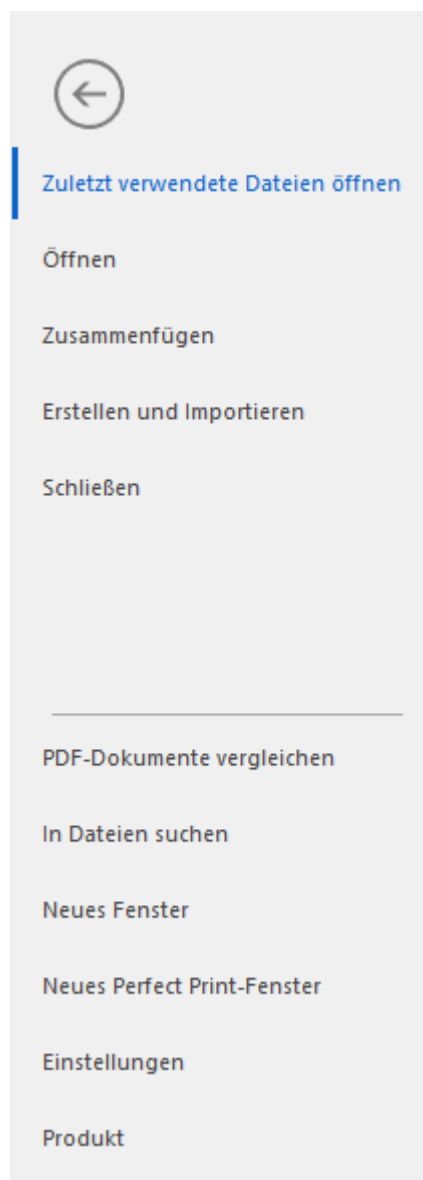 Zuletzt verwendete Dateien öffnen
Öffnen
Zusammenfügen
Erstellen und Importieren
Schließen
PDF-Dokumente vergleichen
In Dateien suchen
Neues Fenster
Neues Perfect Print-Fenster
Einstellungen
Produkt